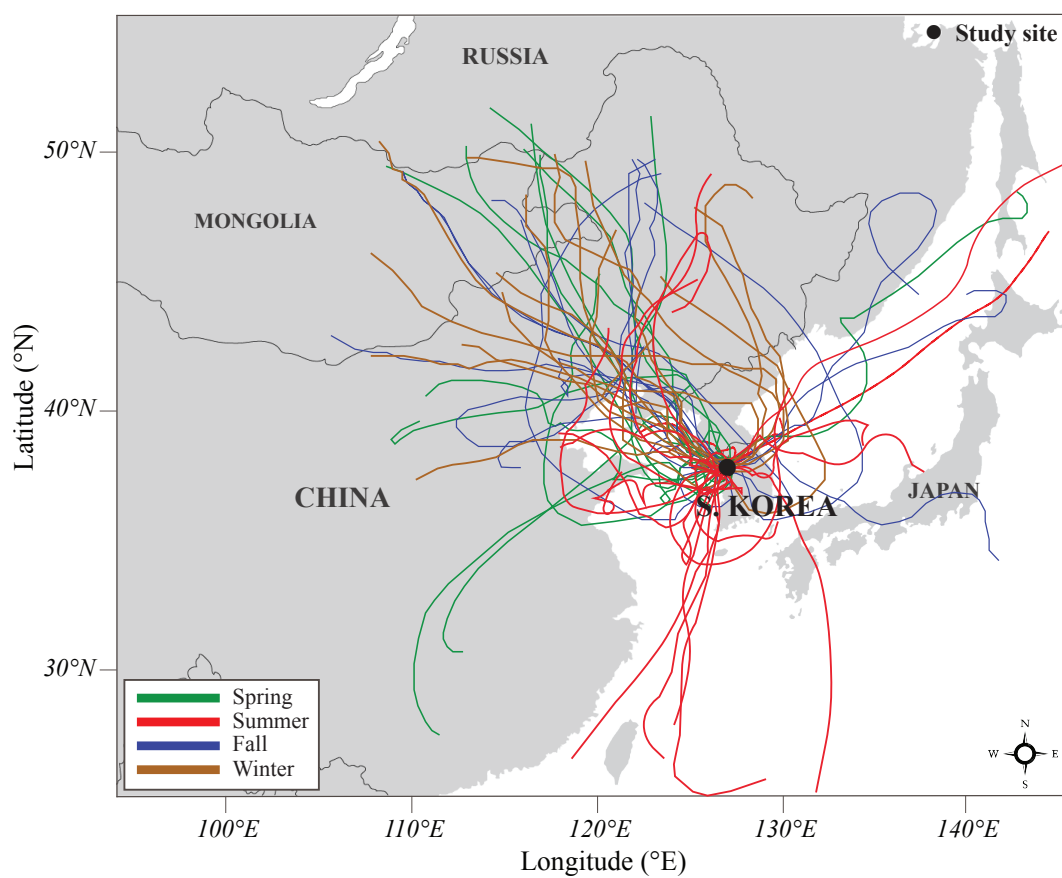 Study site
RUSSIA
50°N
MONGOLIA
Latitude (°N)
40°N
CHINA
S. KOREA
JAPAN
30°N
Spring
Summer
Fall
Winter
N
W E
S
100°E 110°E 120°E 130°E 140°E
Longitude (°E)